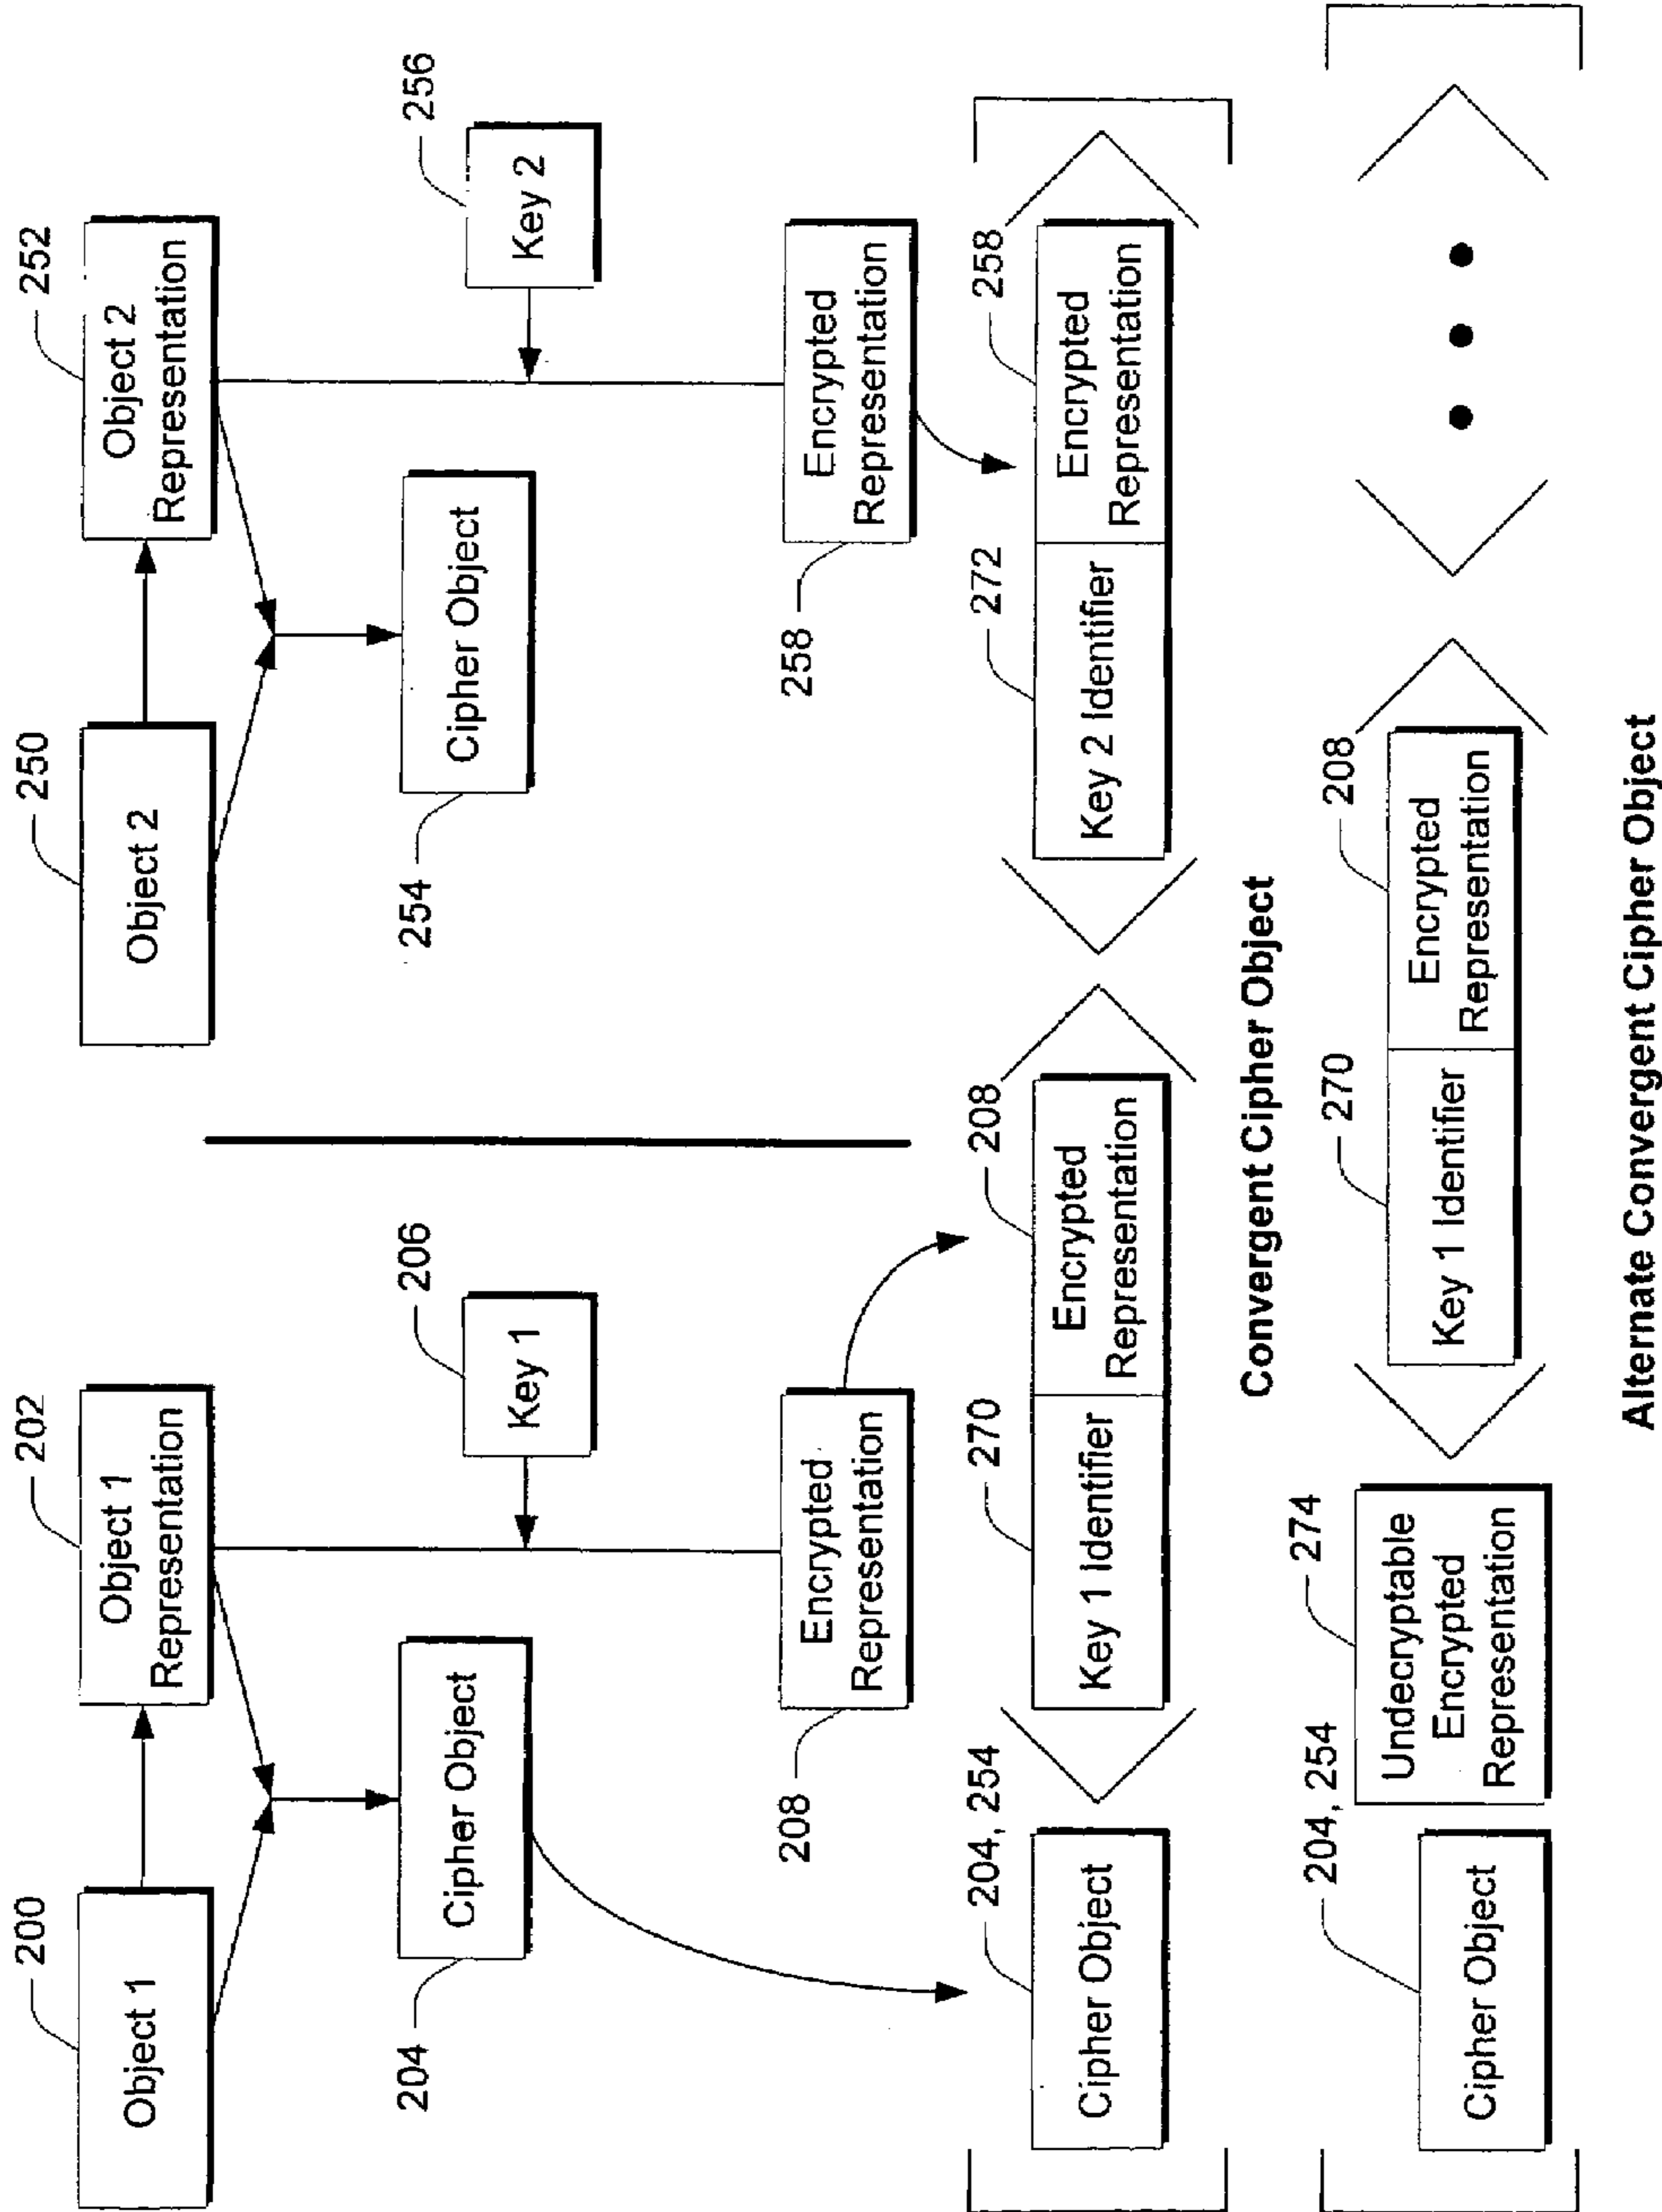 200
Object 1
202
Object 1
Representation
Cipher Object
204
206
Key 1
Encrypted
Representation
208
250
Object 2
252
Object 2
Representation
Cipher Object
254
256
Key 2
Encrypted
Representation
258
204, 254
Cipher Object
270
Key 1 Identifier
208
Encrypted
Representation
272
Key 2 Identifier
258
Encrypted
Representation
Convergent Cipher Object
204, 254
Cipher Object
274
Undecryptable
Encrypted
Representation
270
Key 1 Identifier
208
Encrypted
Representation
Alternate Convergent Cipher Object